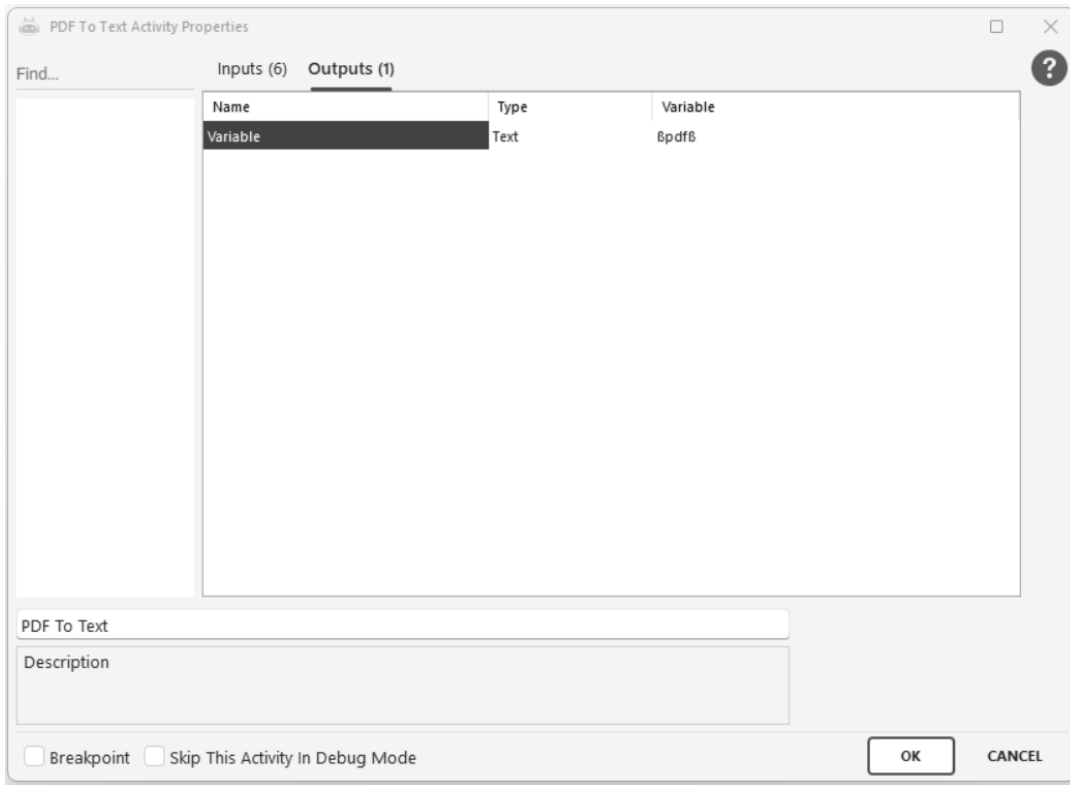 PDF To Text Activity Properties
Find...
Inputs (6) Outputs (1)
?
Name Type Variable
Variable Text ßpdfß
PDF To Text
Description
Breakpoint Skip This Activity In Debug Mode OK CANCEL